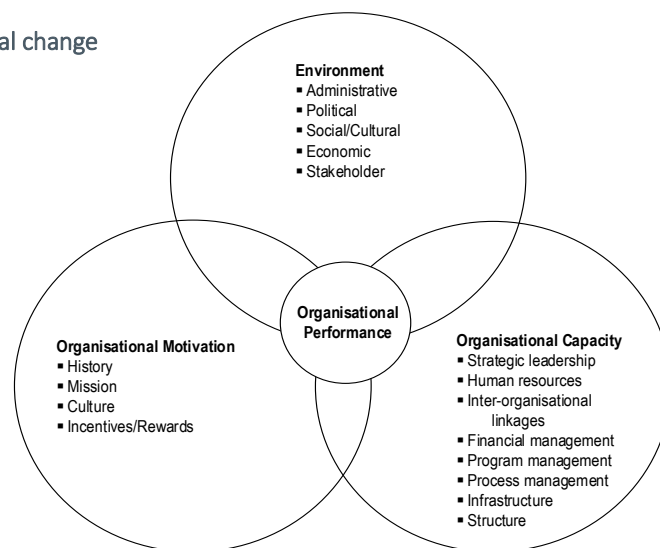 al change
Environment
▪ Administrative
▪ Political
▪ Social/Cultural
▪ Economic
▪ Stakeholder
Organisational
Performance
Organisational Motivation
▪ History
▪ Mission
▪ Culture
▪ Incentives/Rewards
Organisational Capacity
▪ Strategic leadership
▪ Human resources
▪ Inter-organisational
linkages
▪ Financial management
▪ Program management
▪ Process management
▪ Infrastructure
▪ Structure